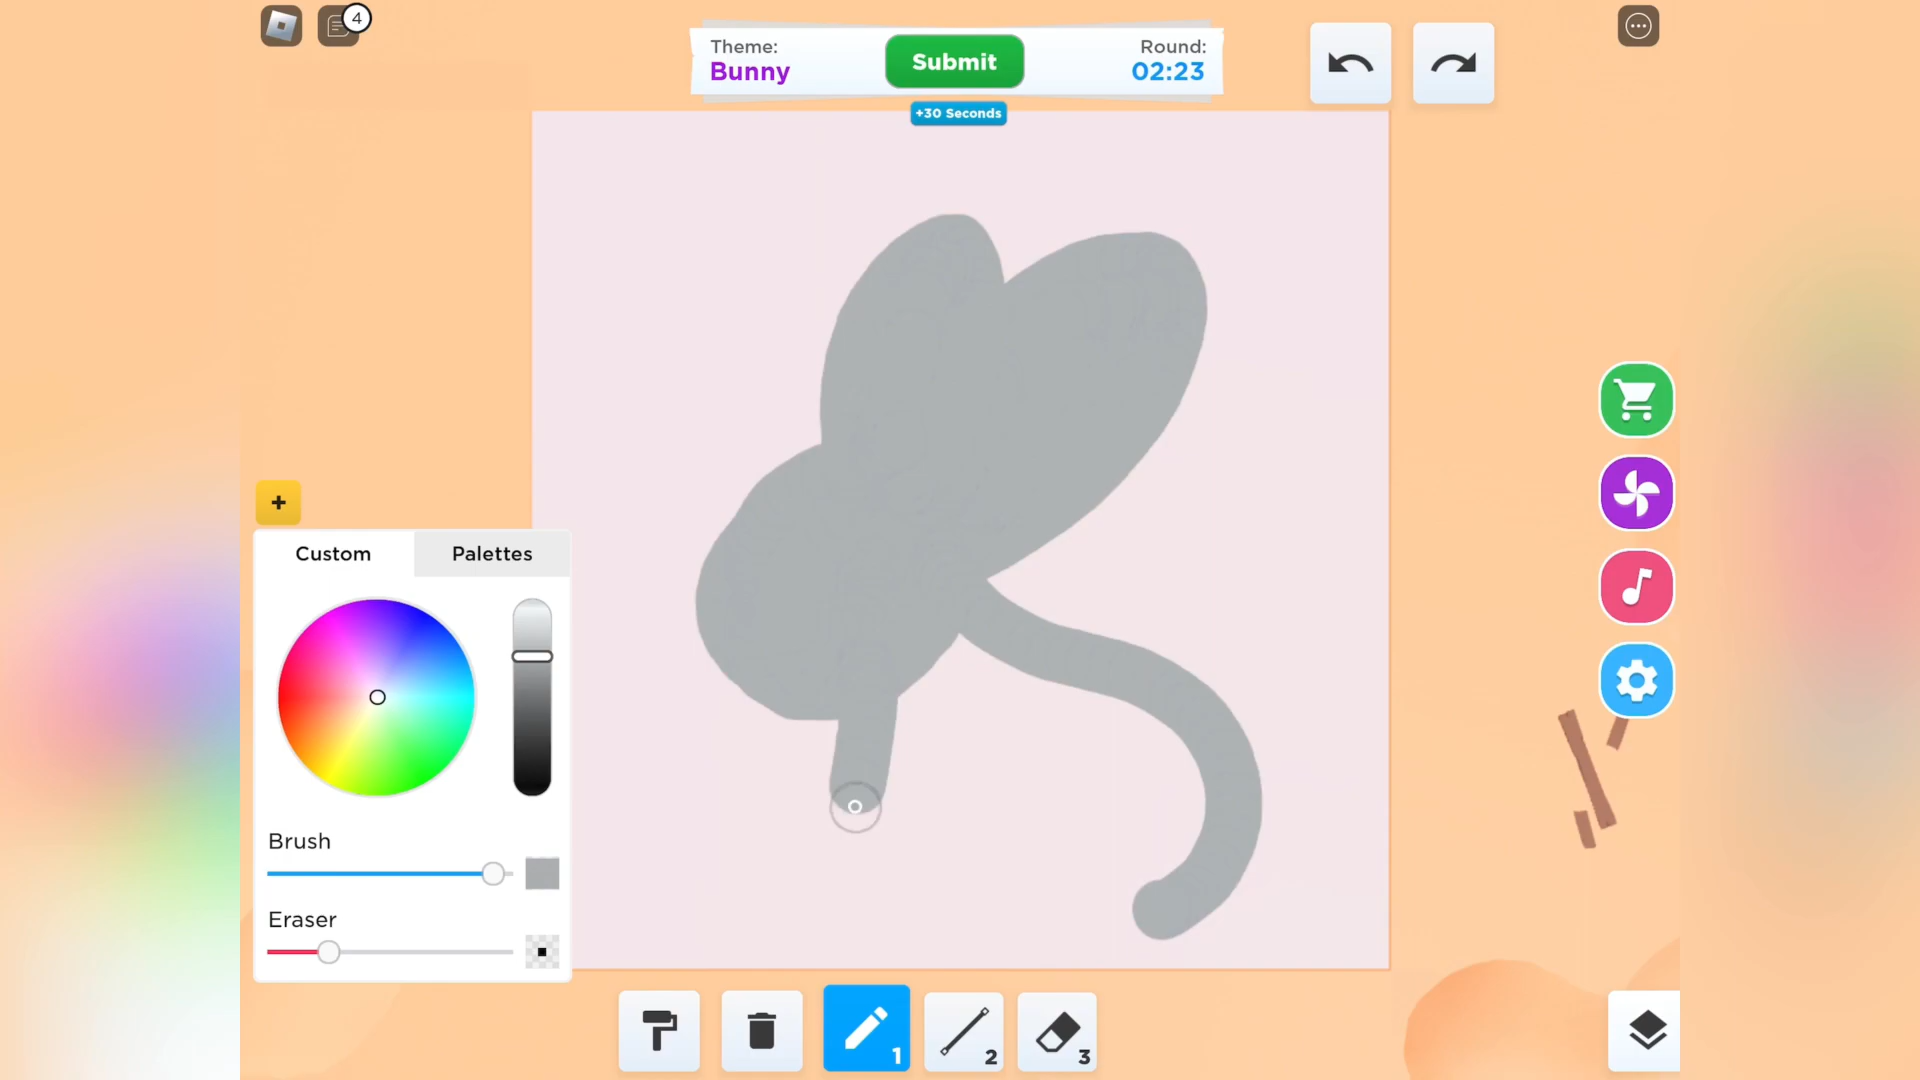 4
Theme:
Bunny
Submit
Round:
02:23
+30 Seconds
+
Custom
Palettes
Brush
Eraser
1
2
3